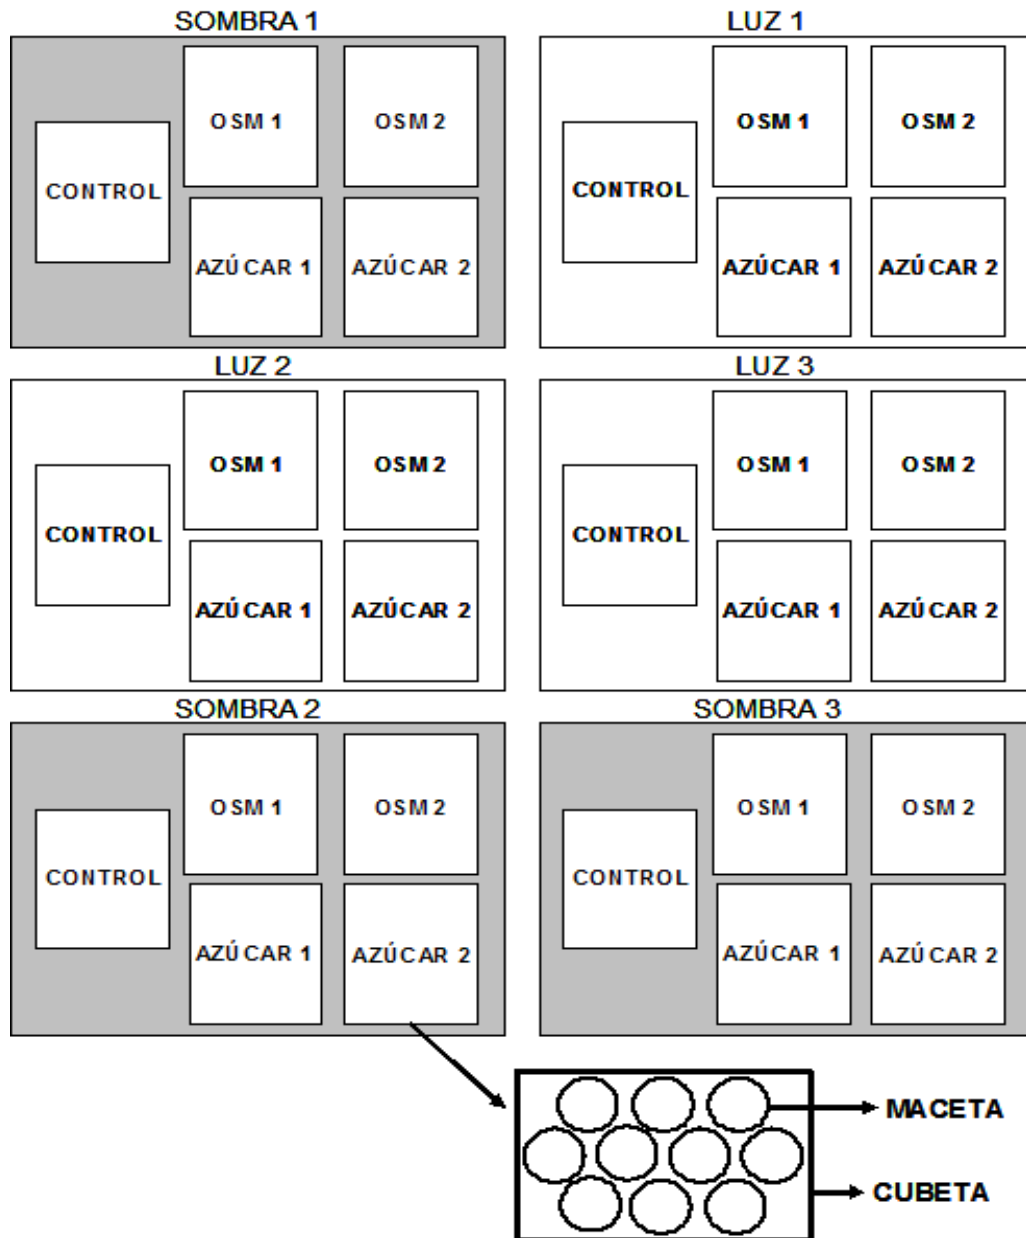 SOMBRA 1
OSM 1
OSM 2
CONTROL
AZÚCAR 1
AZÚCAR 2
LUZ 1
OSM 1
OSM 2
CONTROL
AZÚCAR 1
AZÚCAR 2
LUZ 2
OSM 1
OSM 2
CONTROL
AZÚCAR 1
AZÚCAR 2
LUZ 3
OSM 1
OSM 2
CONTROL
AZÚCAR 1
AZÚCAR 2
SOMBRA 2
OSM 1
OSM 2
CONTROL
AZÚCAR 1
AZÚCAR 2
SOMBRA 3
OSM 1
OSM 2
CONTROL
AZÚCAR 1
AZÚCAR 2
MACETA
CUBETA